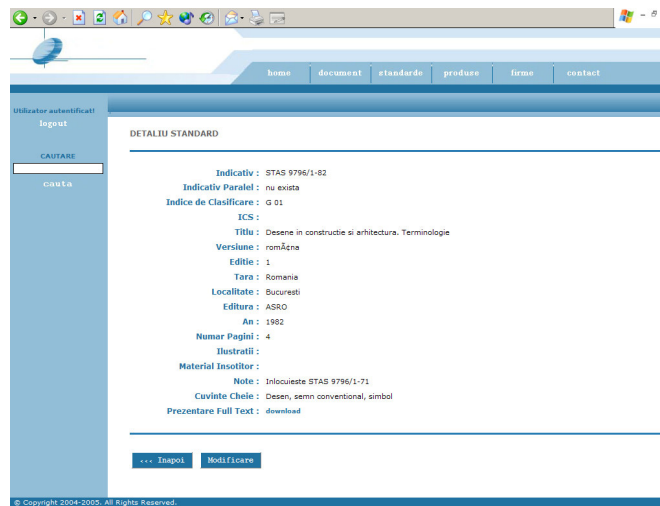 home document standarde produse firme contact
Utilizator autentificat!
logout
CAUTARE
cauta
DETALIU STANDARD
Indicativ : STAS 9796/1-82
Indicativ Paralel : nu exista
Indice de Clasificare : G 01
ICS :
Titlu : Desene in constructie si arhitectura. Terminologie
Versiune : romÃ¢na
Editie : 1
Tara : Romania
Localitate : Bucuresti
Editura : ASRO
An : 1982
Numar Pagini : 4
Ilustratii :
Material Insotitor :
Note : Inlocuieste STAS 9796/1-71
Cuvinte Cheie : Desen, semn conventional, simbol
Prezentare Full Text : download
<<< Inapoi Modificare
© Copyright 2004-2005. All Rights Reserved.